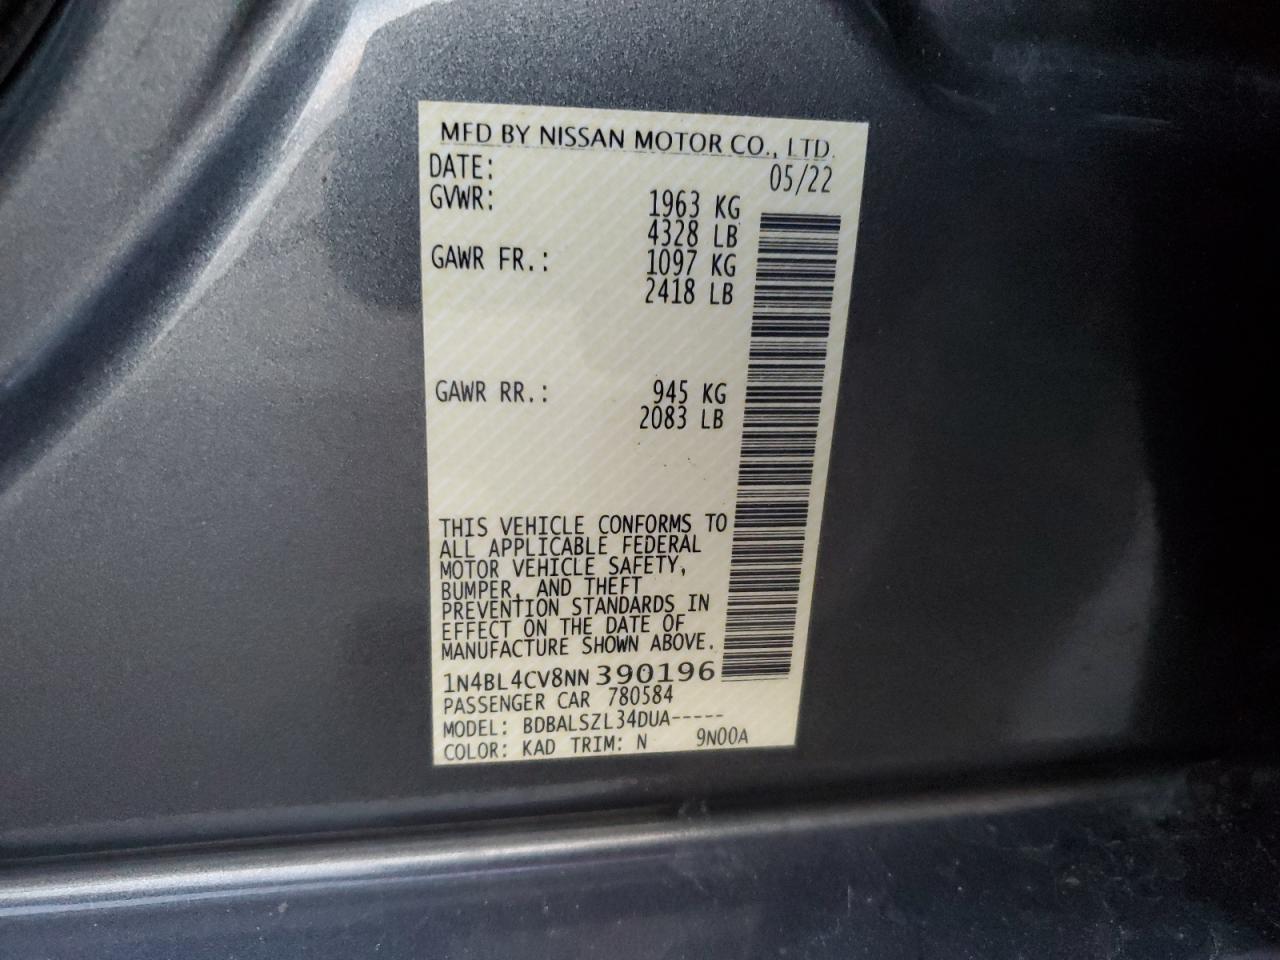 MFD BY NISSAN MOTOR CO., LTD.
DATE: 05/22
GVWR: 1963 KG
4328 LB
GAWR FR.: 1097 KG
2418 LB
GAWR RR.: 945 KG
2083 LB
THIS VEHICLE CONFORMS TO
ALL APPLICABLE FEDERAL
MOTOR VEHICLE SAFETY,
BUMPER, AND THEFT
PREVENTION STANDARDS IN
EFFECT ON THE DATE OF
MANUFACTURE SHOWN ABOVE.
1N4BL4CV8NN390196
PASSENGER CAR 780584
MODEL: BDBALSZL34DUA-----
COLOR: KAD TRIM: N 9N00A